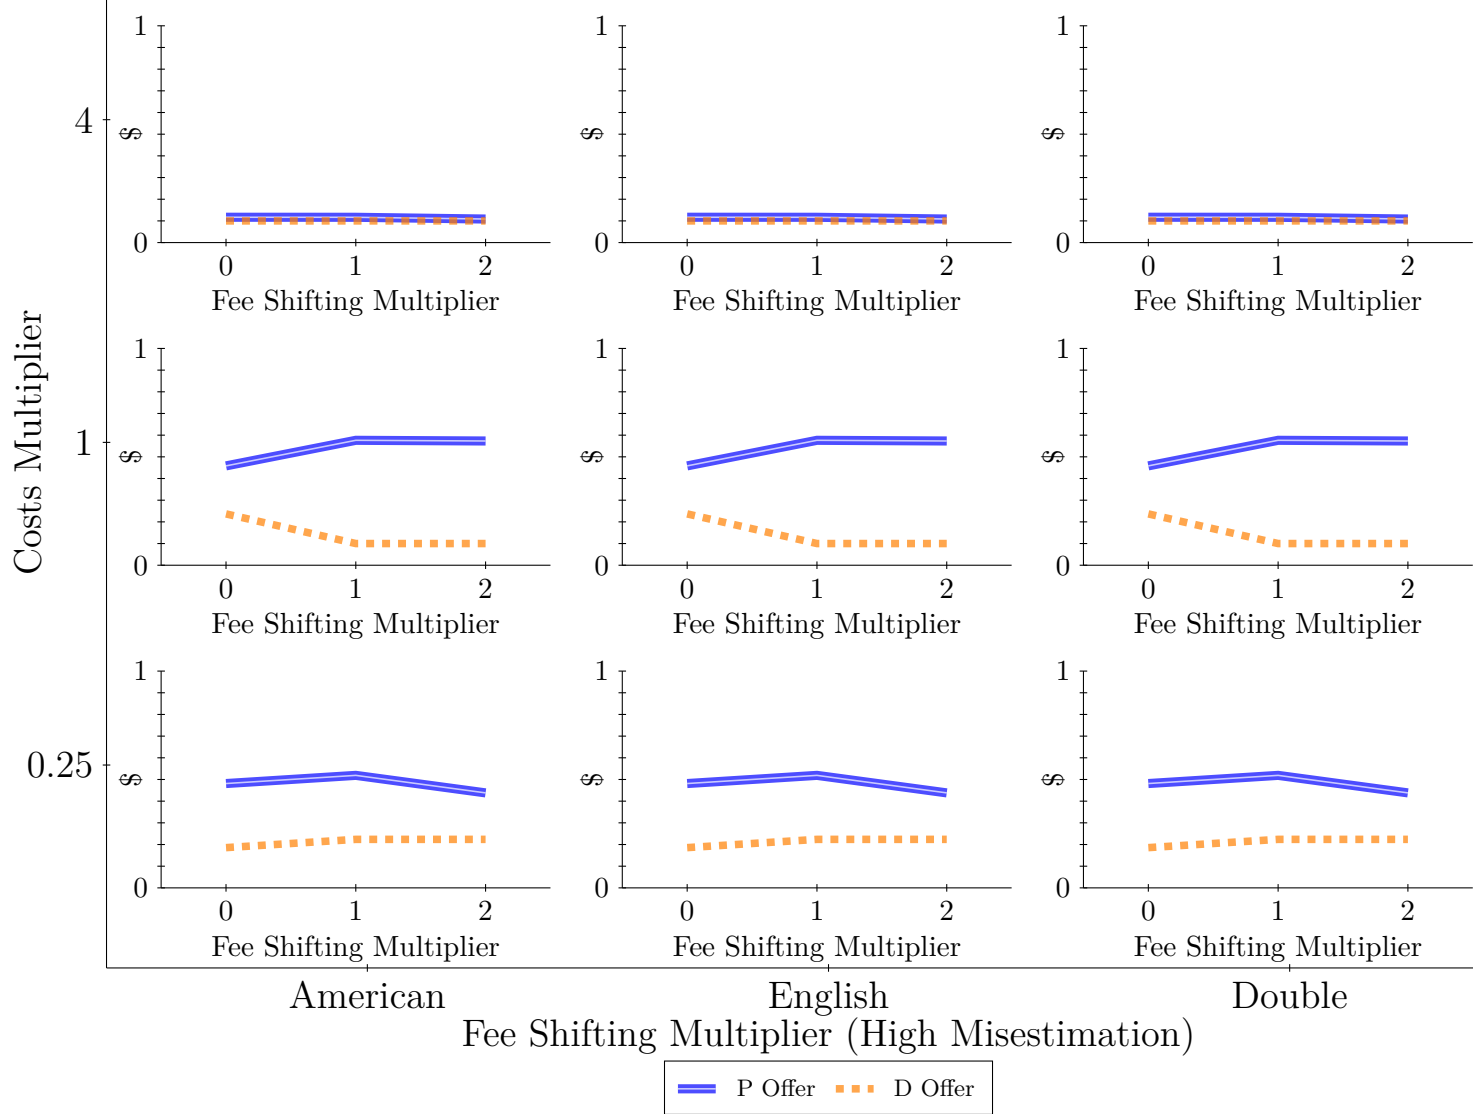 Costs Multiplier
4
1
0.25
1
$
0
0 1 2
Fee Shifting Multiplier
1
$
0
0 1 2
Fee Shifting Multiplier
1
$
0
0 1 2
Fee Shifting Multiplier
1
$
0
0 1 2
Fee Shifting Multiplier
1
$
0
0 1 2
Fee Shifting Multiplier
1
$
0
0 1 2
Fee Shifting Multiplier
1
$
0
0 1 2
Fee Shifting Multiplier
1
$
0
0 1 2
Fee Shifting Multiplier
1
$
0
0 1 2
Fee Shifting Multiplier
American English Double
Fee Shifting Multiplier (High Misestimation)
P Offer D Offer